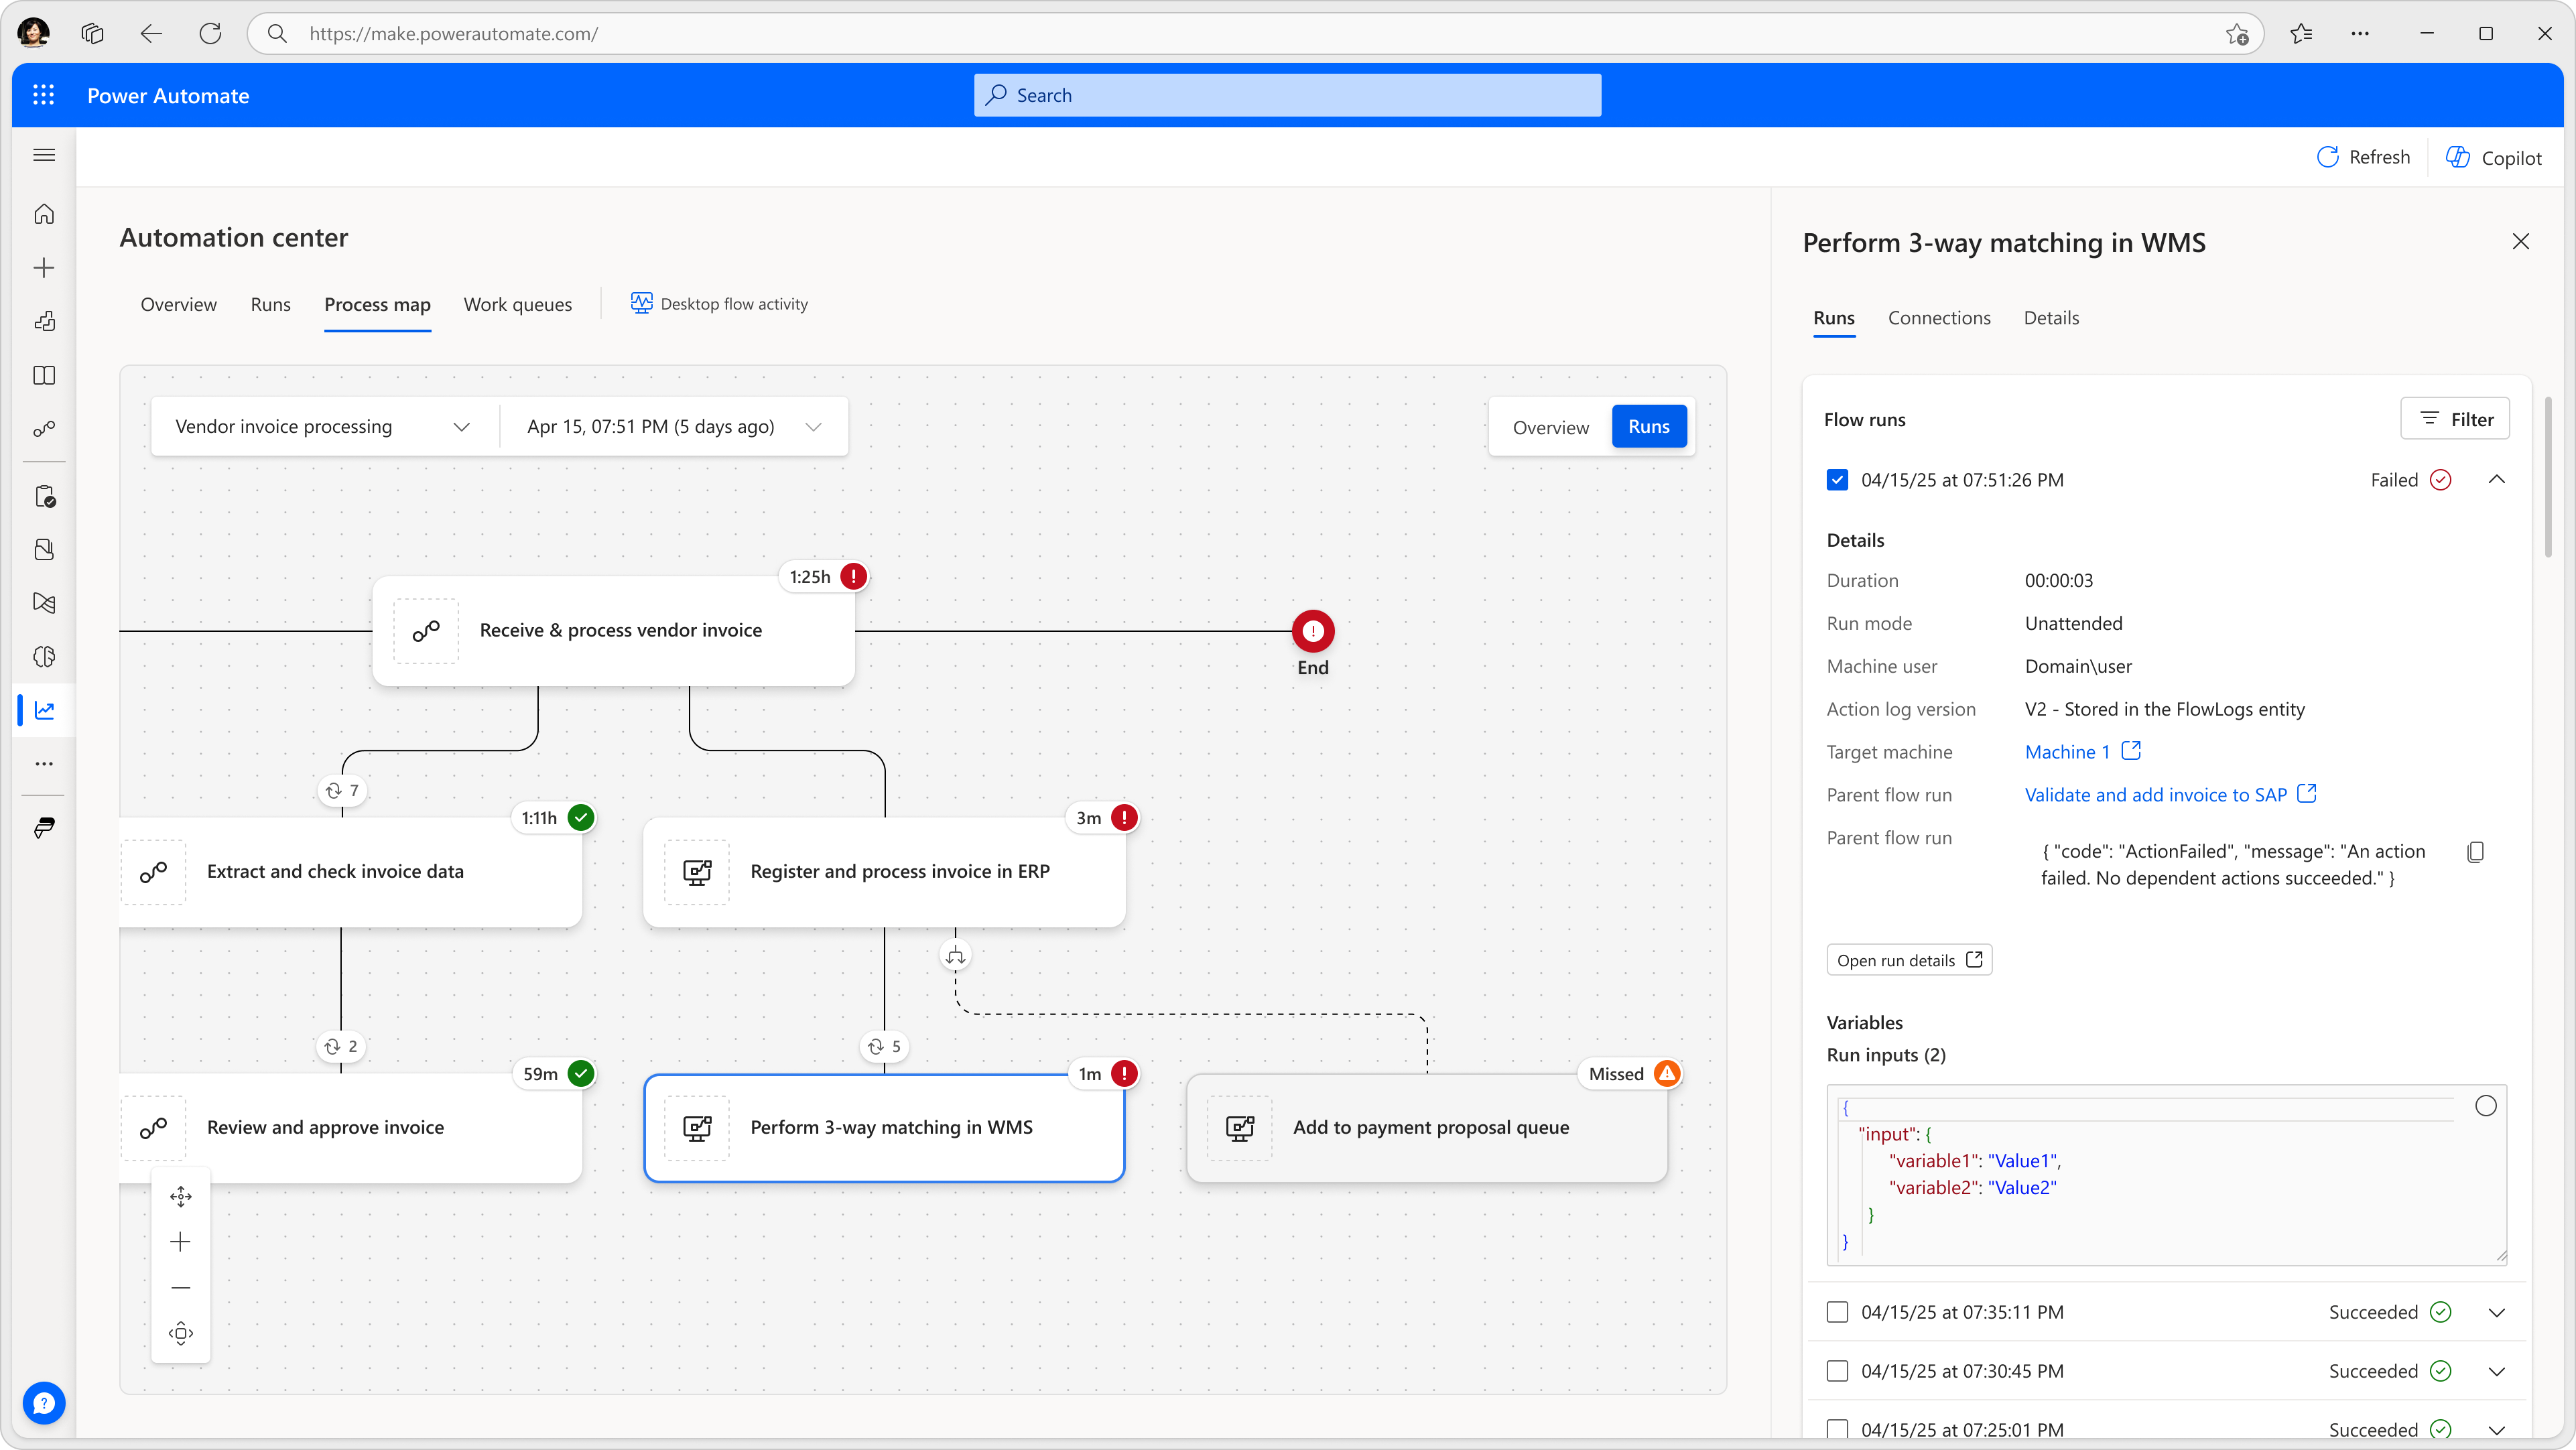 https://make.powerautomate.com/
Power Automate
Search
Refresh
Copilot
Automation center
Overview
Runs
Process map
Work queues
Desktop flow activity
Vendor invoice processing
Apr 15, 07:51 PM (5 days ago)
Overview
Runs
1:25h
Receive & process vendor invoice
End
7
1:11h
Extract and check invoice data
3m
Register and process invoice in ERP
2
5
59m
Review and approve invoice
1m
Perform 3-way matching in WMS
Missed
Add to payment proposal queue
Perform 3-way matching in WMS
Runs
Connections
Details
Flow runs
Filter
04/15/25 at 07:51:26 PM
Failed
Details
Duration
00:00:03
Run mode
Unattended
Machine user
Domain\user
Action log version
V2 - Stored in the FlowLogs entity
Target machine
Machine 1
Parent flow run
Validate and add invoice to SAP
Parent flow run
{ "code": "ActionFailed", "message": "An action
failed. No dependent actions succeeded." }
Open run details
Variables
Run inputs (2)
{
"input": {
"variable1": "Value1",
"variable2": "Value2"
}
}
04/15/25 at 07:35:11 PM
Succeeded
04/15/25 at 07:30:45 PM
Succeeded
04/15/25 at 07:25:01 PM
Succeeded